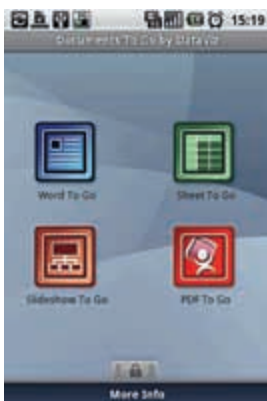 15:19
Documents To Go by DataViz
Word To Go
Sheet To Go
Slideshow To Go
PDF To Go
More Info